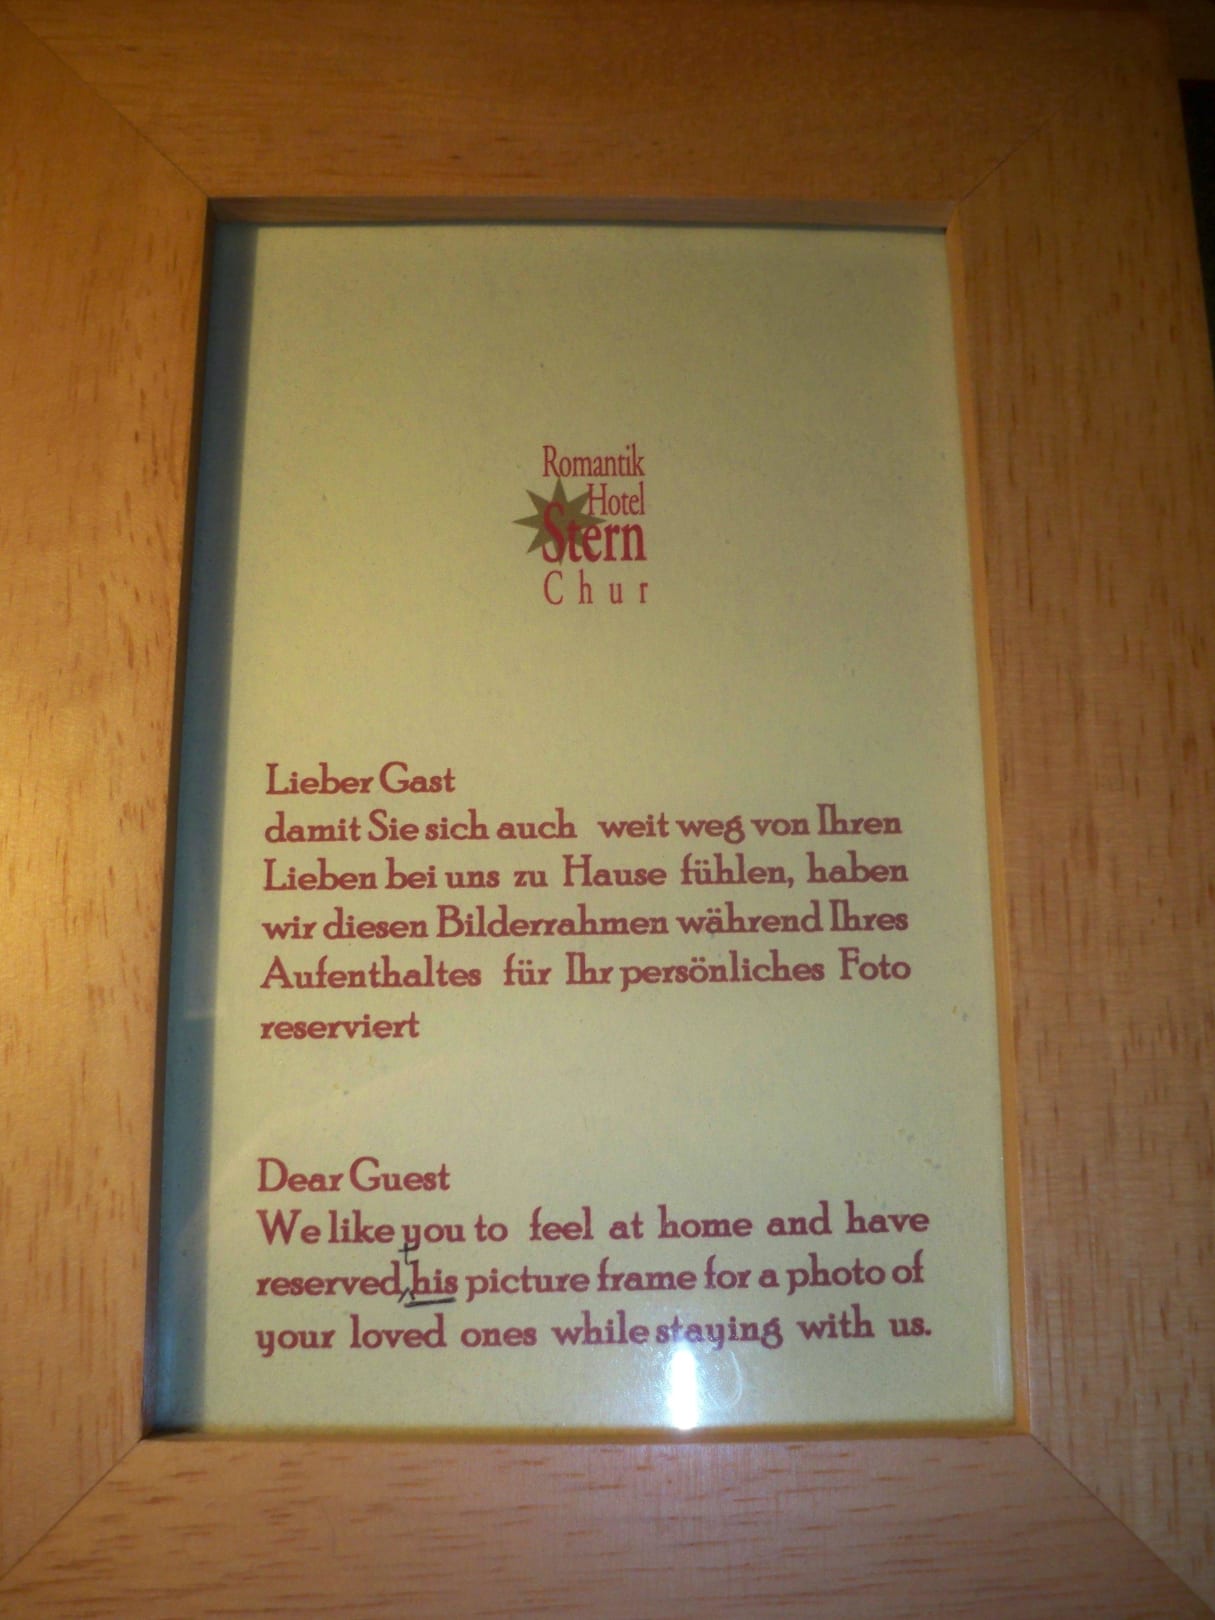 Romantik
Hotel
Stern
Chur
Lieber Gast
damit Sie sich auch weit weg von Ihren
Lieben bei uns zu Hause fühlen, haben
wir diesen Bilderrahmen während Ihres
Aufenthaltes für Ihr persönliches Foto
reserviert
Dear Guest
We like you to feel at home and have
t
reserved his picture frame for a photo of
your loved ones while staying with us.